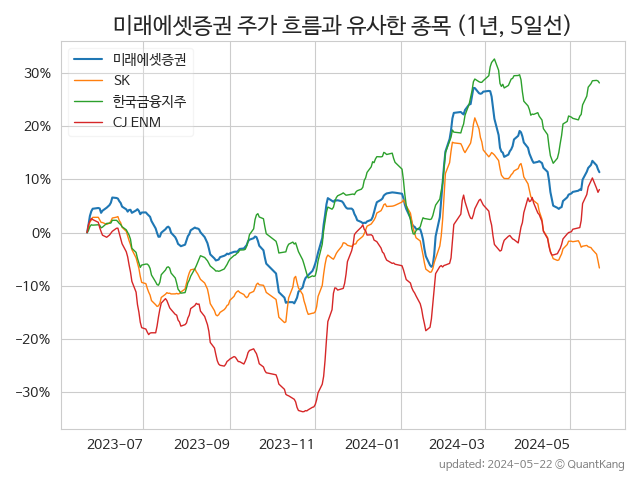 미래에셋증권 주가 흐름과 유사한 종목 (1년, 5일선)
미래에셋증권
SK
한국금융지주
CJ ENM
30%
20%
10%
0%
−10%
−20%
−30%
2023-07
2023-09
2023-11
2024-01
2024-03
2024-05
updated: 2024-05-22 © QuantKang